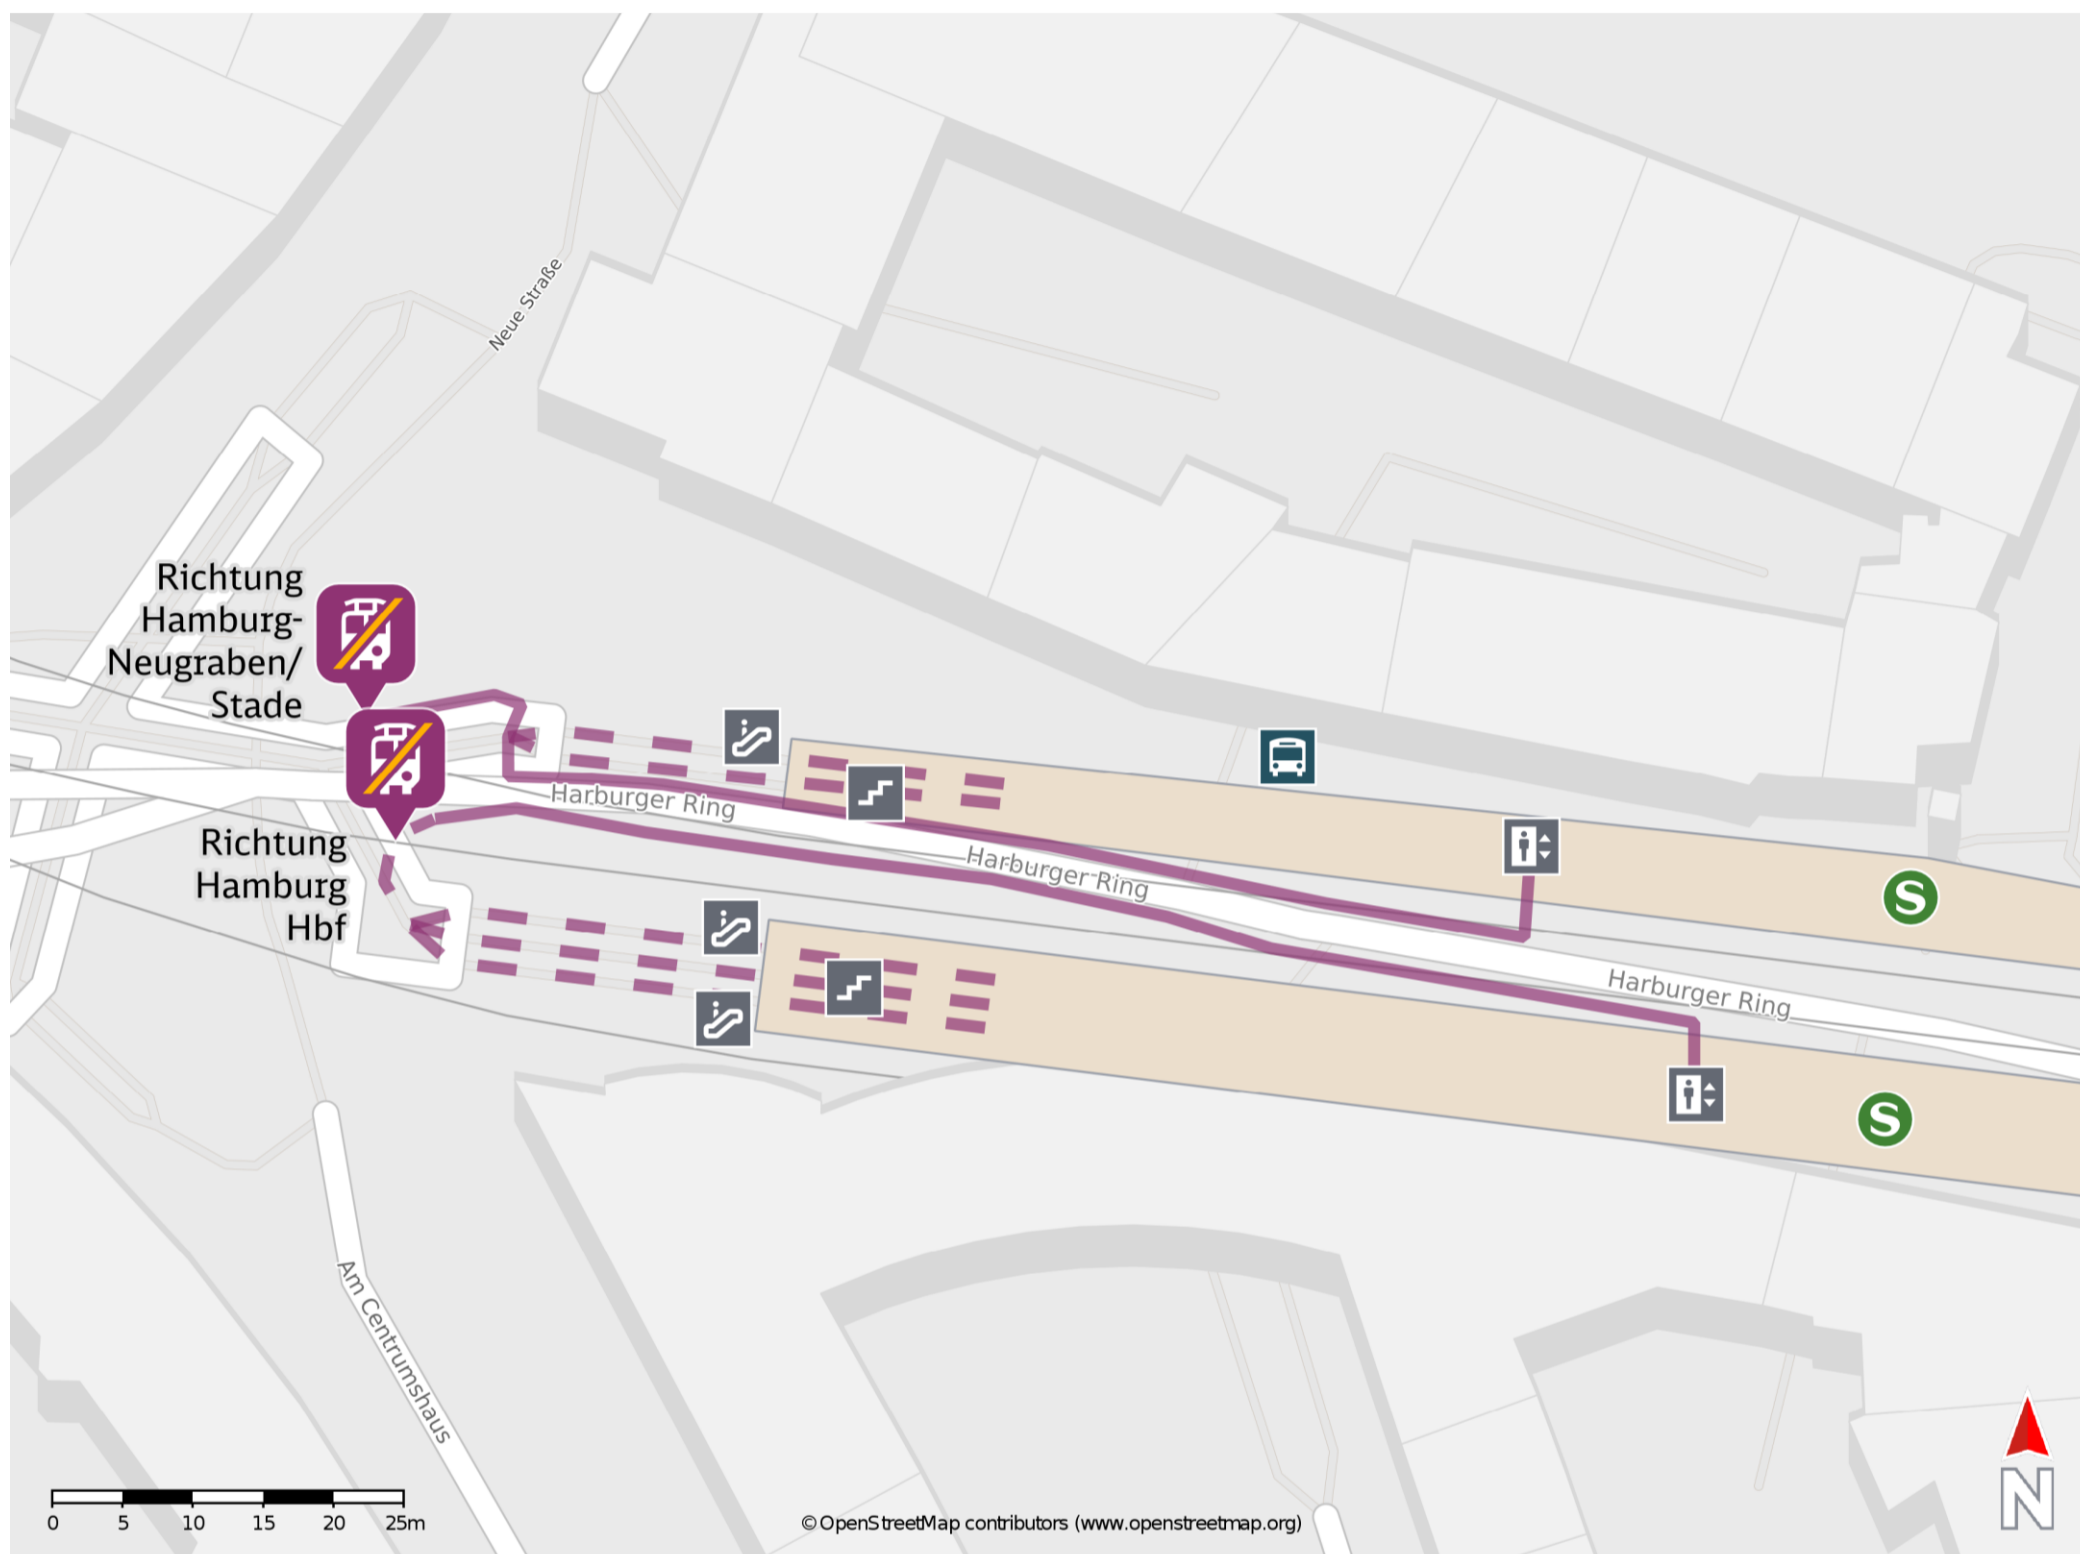 Neue Straße
Richtung
Hamburg-
Neugraben/
Stade
Harburger Ring
Richtung
Hamburg
Hbf
Harburger Ring
S
Harburger Ring
S
Am Centrumshaus
N
0 5 10 15 20 25m
© OpenStreetMap contributors (www.openstreetmap.org)